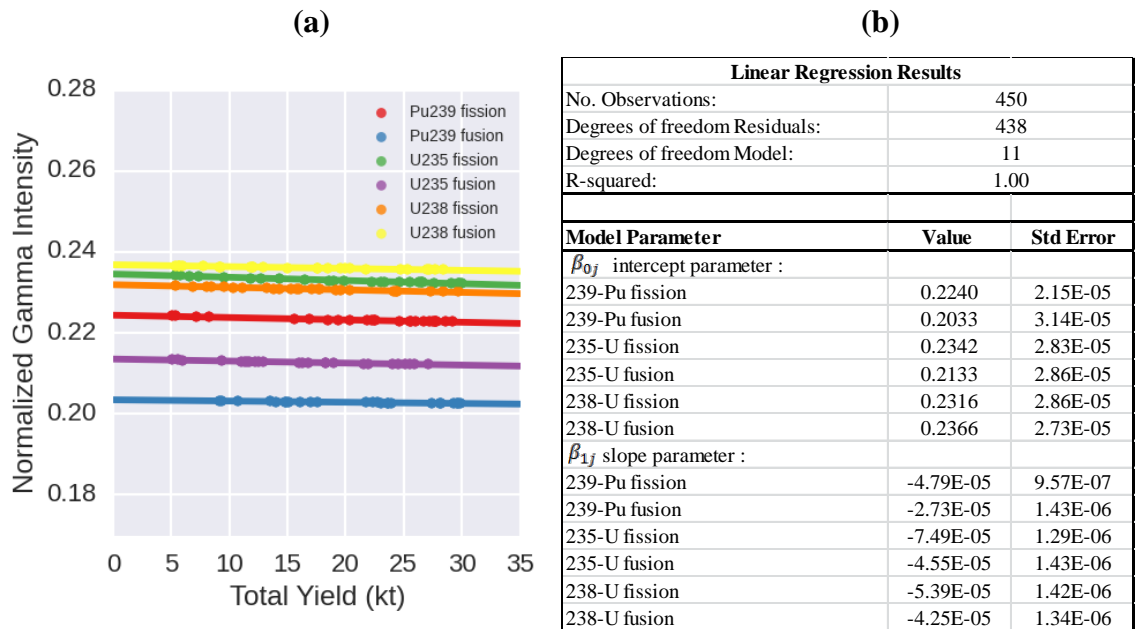 (a)
0.28
0.26
0.24
0.22
0.20
0.18
Normalized Gamma Intensity
0 5 10 15 20 25 30 35
Total Yield (kt)
Pu239 fission
Pu239 fusion
U235 fission
U235 fusion
U238 fission
U238 fusion
(b)
Linear Regression Results
No. Observations: 450
Degrees of freedom Residuals: 438
Degrees of freedom Model: 11
R-squared: 1.00
Model Parameter Value Std Error
β0j intercept parameter :
239-Pu fission 0.2240 2.15E-05
239-Pu fusion 0.2033 3.14E-05
235-U fission 0.2342 2.83E-05
235-U fusion 0.2133 2.86E-05
238-U fission 0.2316 2.86E-05
238-U fusion 0.2366 2.73E-05
β1j slope parameter :
239-Pu fission -4.79E-05 9.57E-07
239-Pu fusion -2.73E-05 1.43E-06
235-U fission -7.49E-05 1.29E-06
235-U fusion -4.55E-05 1.43E-06
238-U fission -5.39E-05 1.42E-06
238-U fusion -4.25E-05 1.34E-06